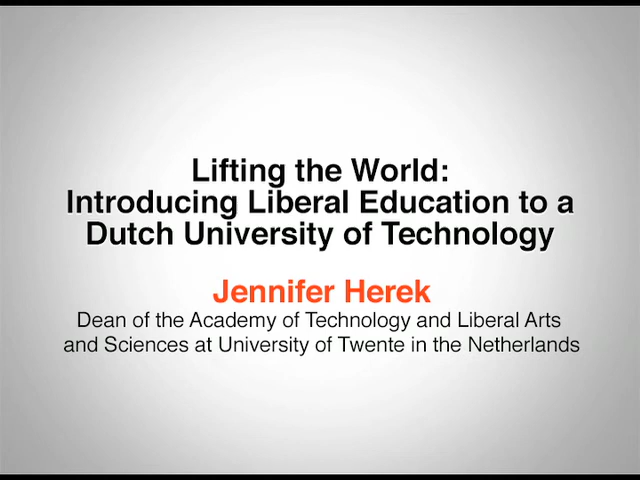 Lifting the World:
Introducing Liberal Education to a
Dutch University of Technology
Jennifer Herek
Dean of the Academy of Technology and Liberal Arts
and Sciences at University of Twente in the Netherlands